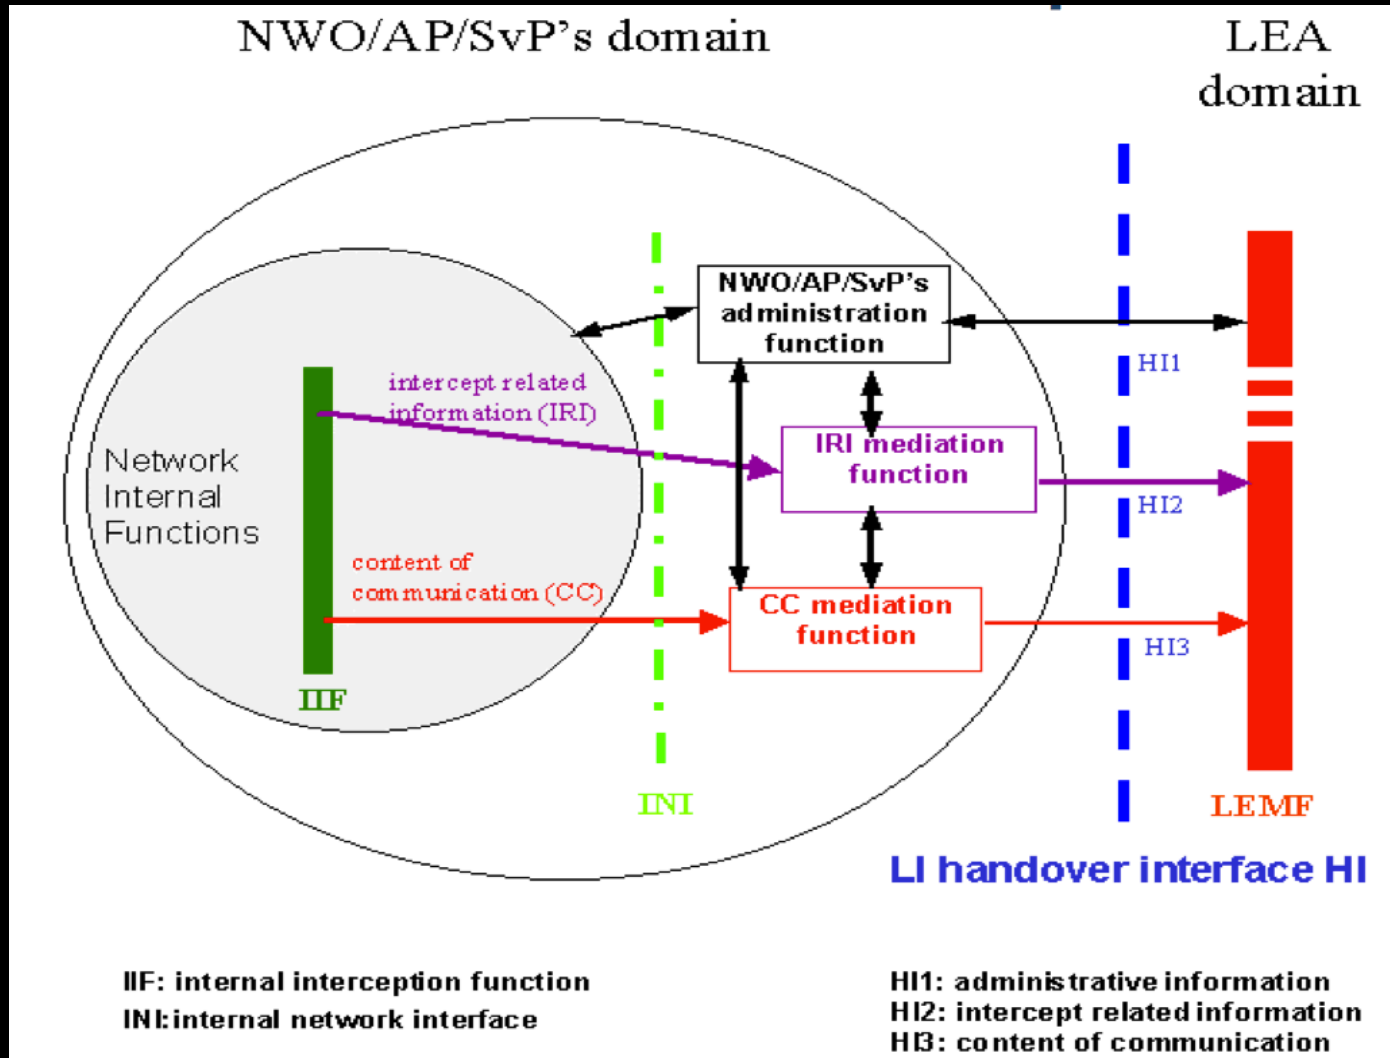 NWO/AP/SvP's domain
LEA
domain
NWO/AP/SvP's
administration
function
HI1
intercept related
information (IRI)
IRI mediation
function
Network
Internal
Functions
HI2
content of
communication (CC)
CC mediation
function
HI3
IIF
INI
LEMF
LI handover interface HI
IIF: internal interception function
INI:internal network interface
HI1: administrative information
HI2: intercept related information
HI3: content of communication